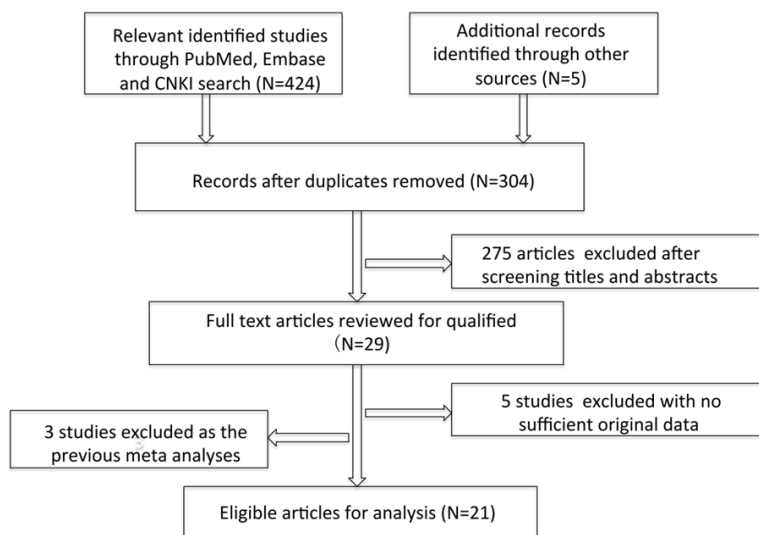 Relevant identified studies
through PubMed, Embase
and CNKI search (N=424)
Additional records
identified through other
sources (N=5)
Records after duplicates removed (N=304)
275 articles excluded after
screening titles and abstracts
Full text articles reviewed for qualified
（N=29)
5 studies excluded with no
sufficient original data
3 studies excluded as the
previous meta analyses
Eligible articles for analysis (N=21)